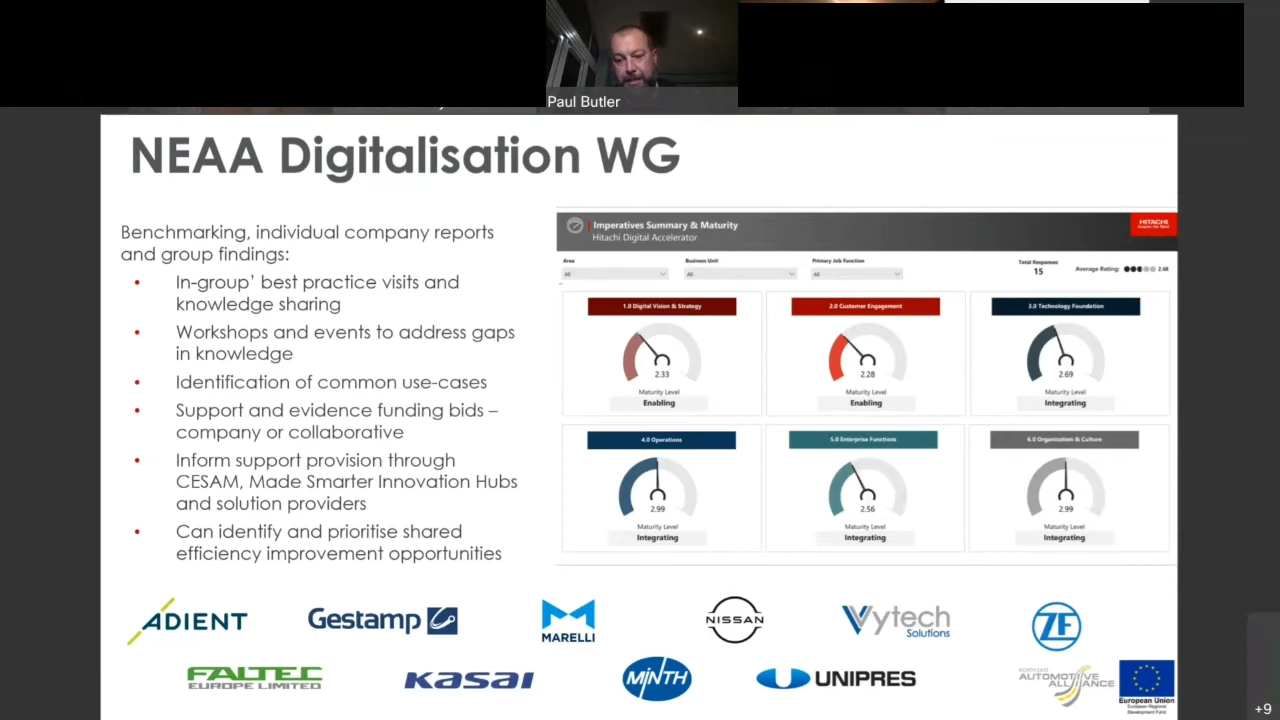 Paul Butler
NEAA Digitalisation WG
Benchmarking, individual company reports
and group findings:
• In-group’ best practice visits and
knowledge sharing
• Workshops and events to address gaps
in knowledge
• Identification of common use-cases
• Support and evidence funding bids –
company or collaborative
• Inform support provision through
CESAM, Made Smarter Innovation Hubs
and solution providers
• Can identify and prioritise shared
efficiency improvement opportunities
Imperatives Summary & Maturity
Hitachi Digital Accelerator
HITACHI
Area
All
Business Unit
All
Primary Job Function
All
Total Responses
15
Average Rating: 2.68
1.0 Digital Vision & Strategy
2.33
Maturity Level
Enabling
2.0 Customer Engagement
2.28
Maturity Level
Enabling
3.0 Technology Foundation
2.69
Maturity Level
Integrating
4.0 Operations
2.99
Maturity Level
Integrating
5.0 Enterprise Functions
2.56
Maturity Level
Integrating
6.0 Organization & Culture
2.99
Maturity Level
Integrating
ADIENT
Gestamp
MARELLI
NISSAN
Vytech
Solutions
ZF
FALTEC
EUROPE LIMITED
KASAI
MINTH
UNIPRES
NORTH EAST
AUTOMOTIVE
ALLIANCE
European Union
European Regional
Development Fund
+9